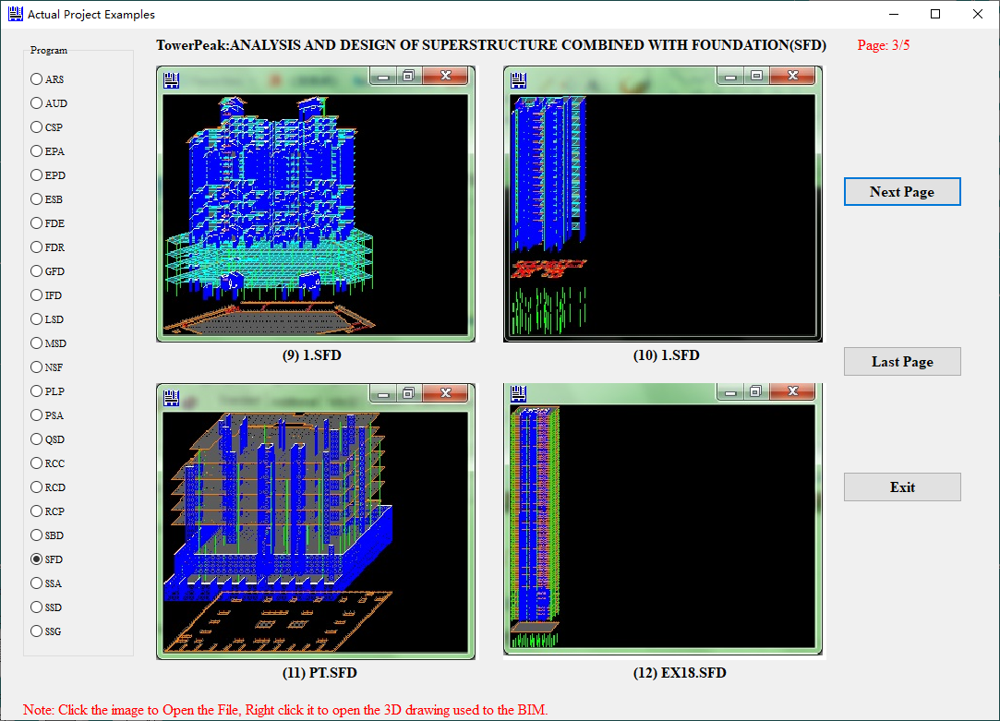 Actual Project Examples
Program
TowerPeak:ANALYSIS AND DESIGN OF SUPERSTRUCTURE COMBINED WITH FOUNDATION(SFD)
Page: 3/5
ARS
AUD
CSP
EPA
EPD
ESB
FDE
FDR
GFD
IFD
LSD
MSD
NSF
PLP
PSA
QSD
RCC
RCD
RCP
SBD
SFD
SSA
SSD
SSG
(9) 1.SFD
(10) 1.SFD
(11) PT.SFD
(12) EX18.SFD
Next Page
Last Page
Exit
Note: Click the image to Open the File, Right click it to open the 3D drawing used to the BIM.